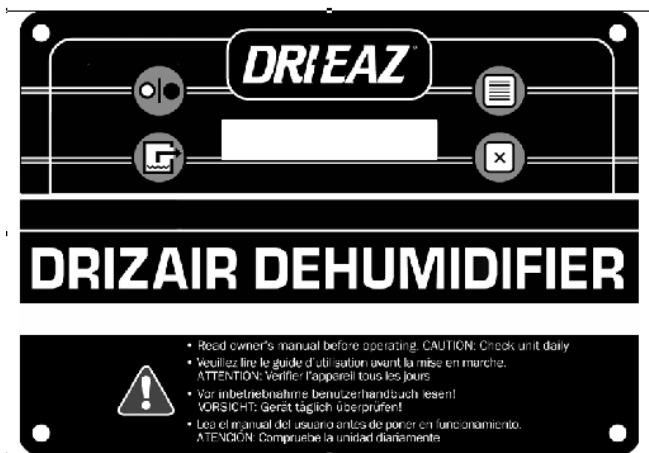 DRIEAZ
DRIZAIR DEHUMIDIFIER
• Read owner's manual before operating. CAUTION: Check unit daily
• Veuillez lire le guide d'utilisation avant la mise en marche.
ATTENTION: Verifier l'appareil tous les jours
• Vor inbetriebnahme benutzerhandbuch lesen!
VORSICHT: Gerät täglich überprüfen!
• Lea el manual del usuario antes de poner en funcionamiento.
ATENCIÓN: Compruebe la unidad diariamente